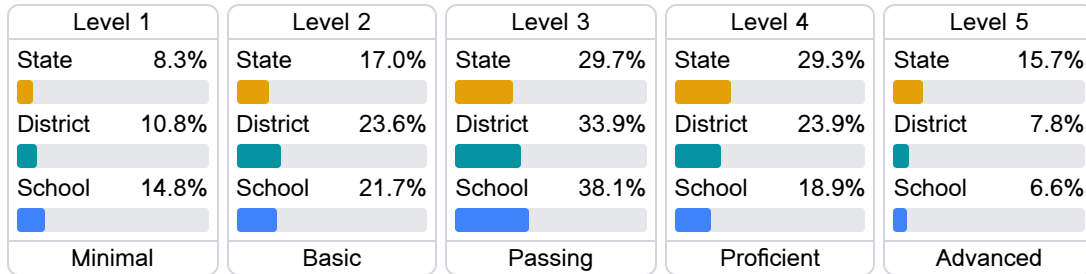 Level 1
State 8.3%
District 10.8%
School 14.8%
Minimal
Level 2
State 17.0%
District 23.6%
School 21.7%
Basic
Level 3
State 29.7%
District 33.9%
School 38.1%
Passing
Level 4
State 29.3%
District 23.9%
School 18.9%
Proficient
Level 5
State 15.7%
District 7.8%
School 6.6%
Advanced